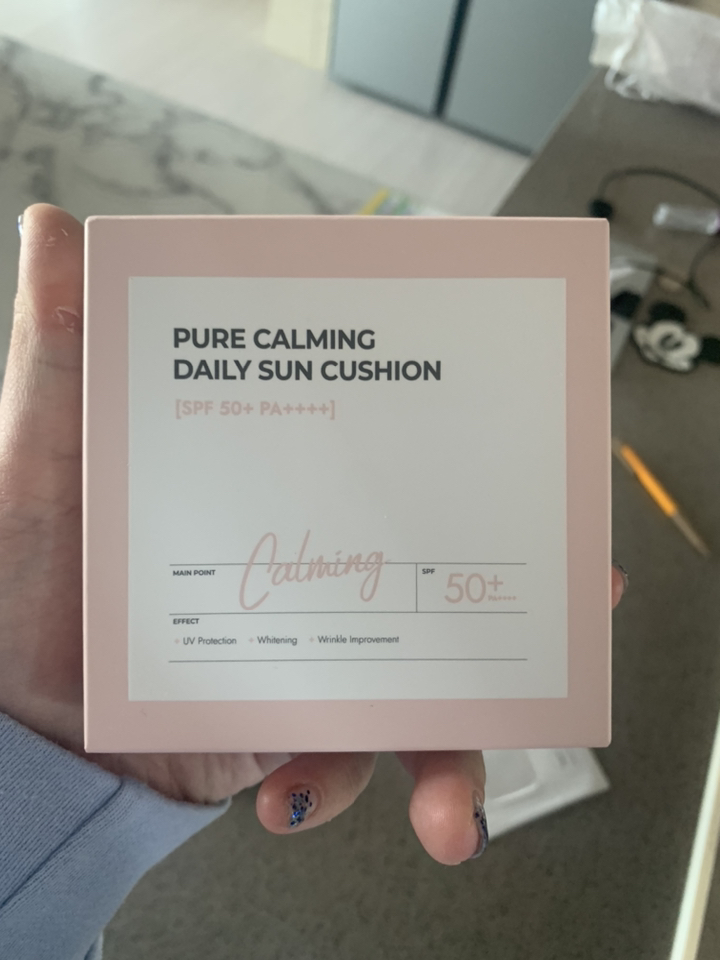 PURE CALMING
DAILY SUN CUSHION
[SPF 50+ PA++++]
MAIN POINT
Calming
SPF
50+
PA++++
EFFECT
UV Protection Whitening Wrinkle Improvement